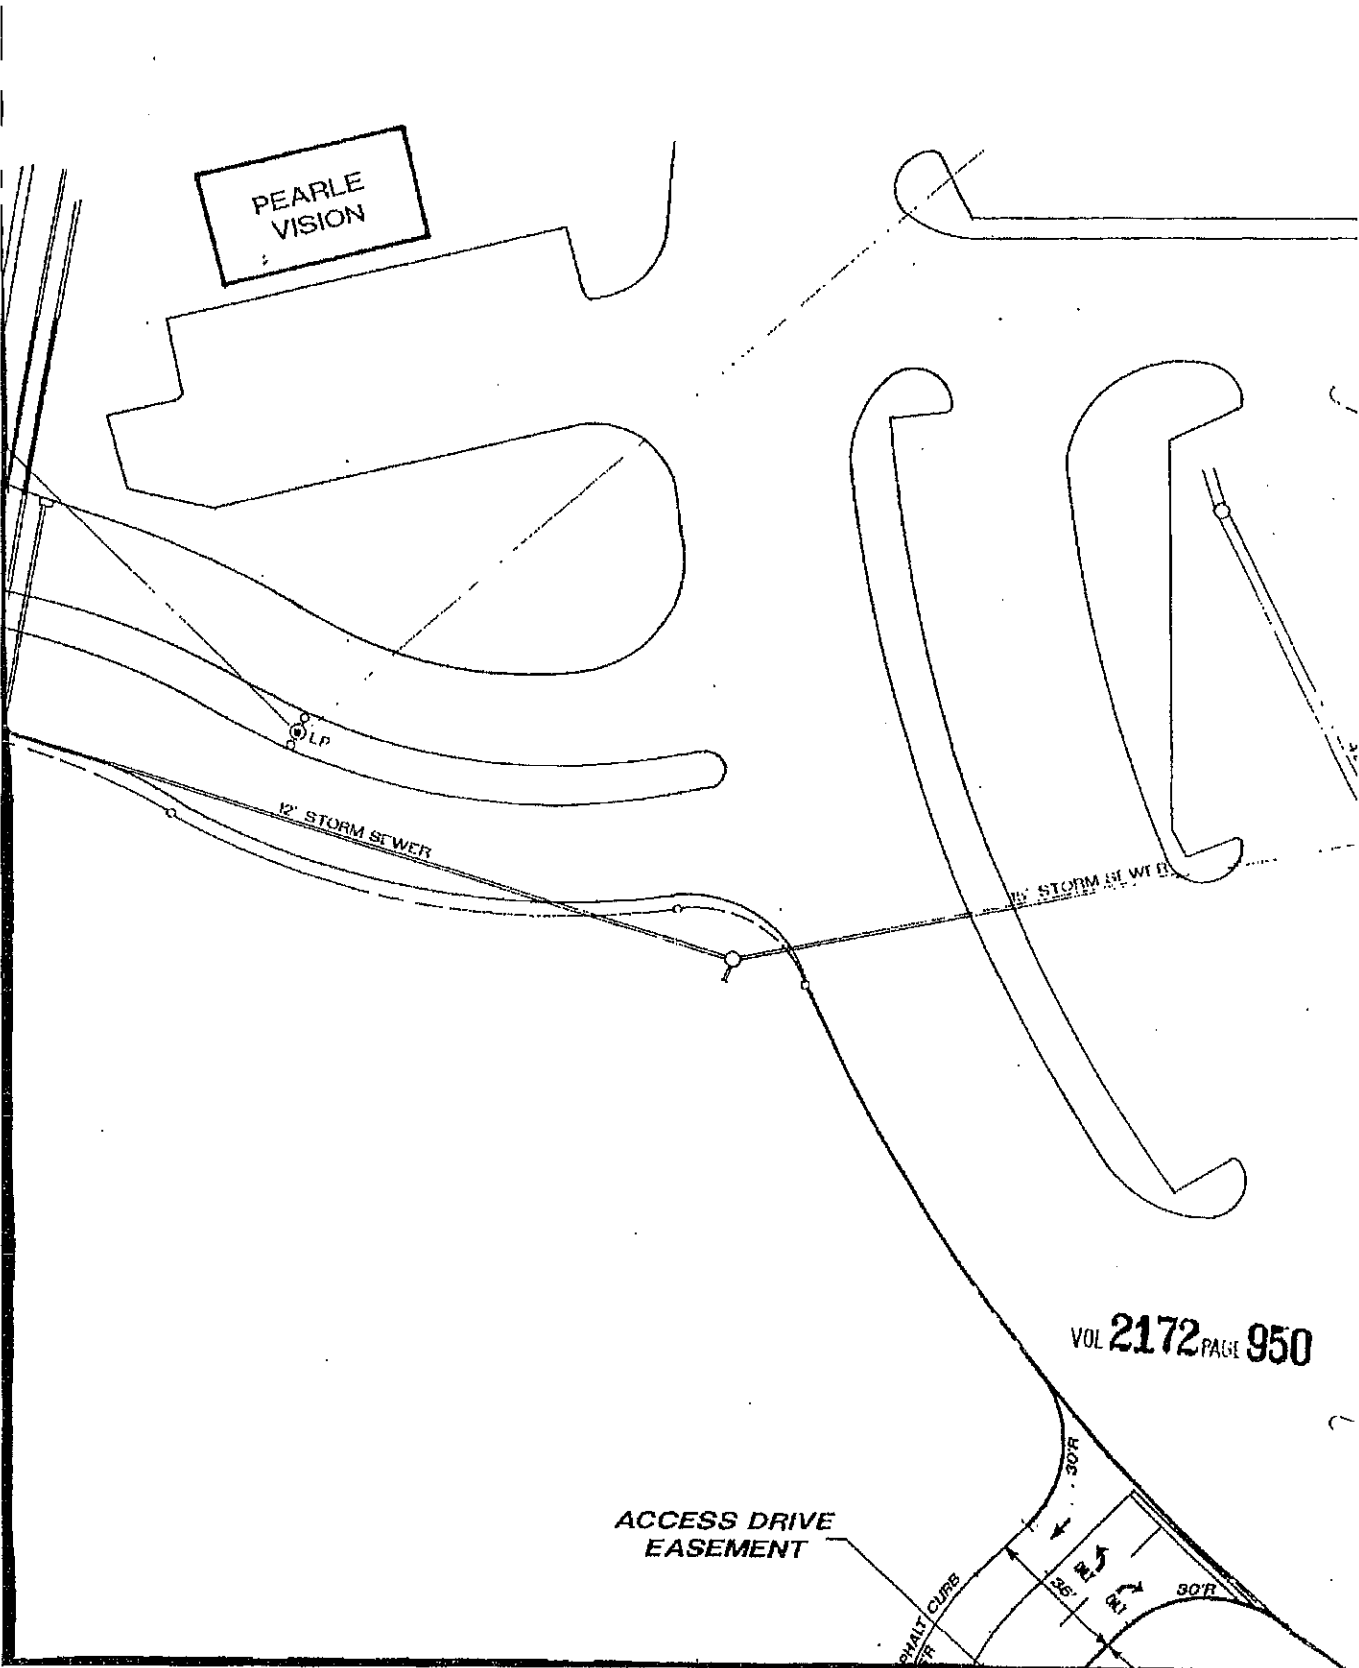 PEARLE
VISION
LP
12" STORM SEWER
15" STORM SEWER
VOL 2172 PAGE 950
30'R
ACCESS DRIVE
EASEMENT
36'
30'R
PHALT CURB